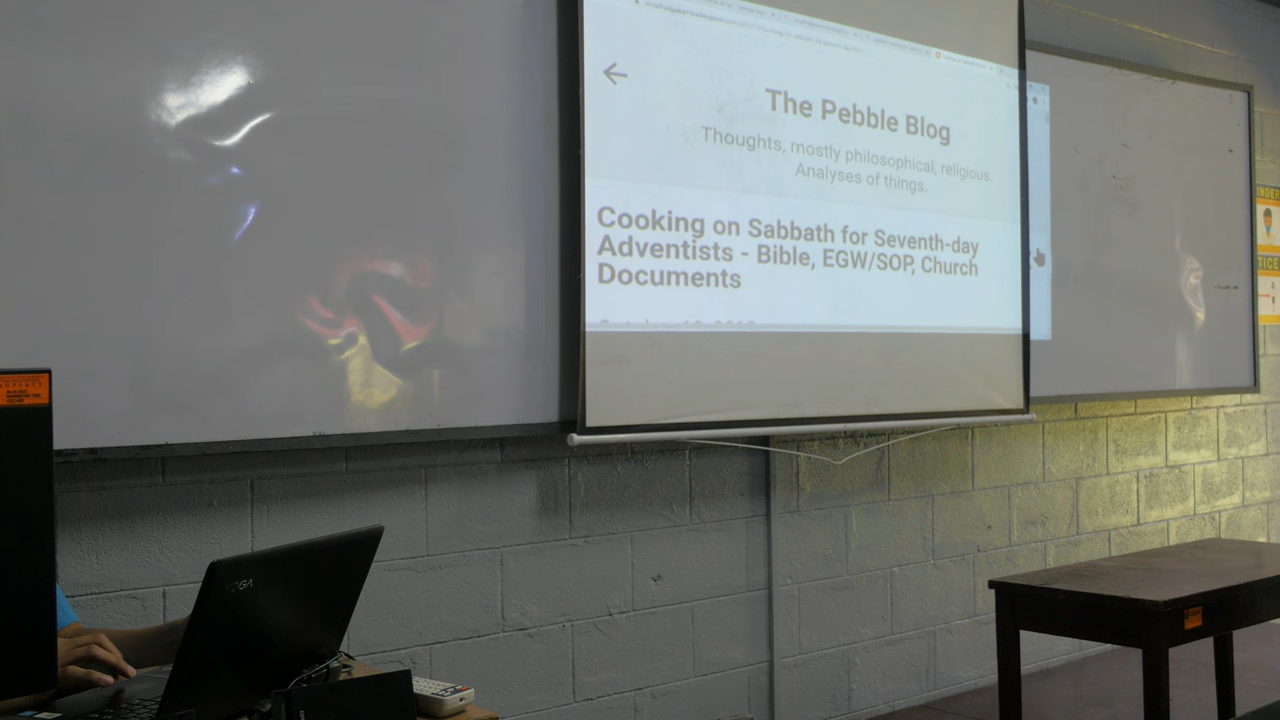 The Pebble Blog
Thoughts, mostly philosophical, religious.
Analyses of things.
Cooking on Sabbath for Seventh-day
Adventists - Bible, EGW/SOP, Church
Documents
YOGA